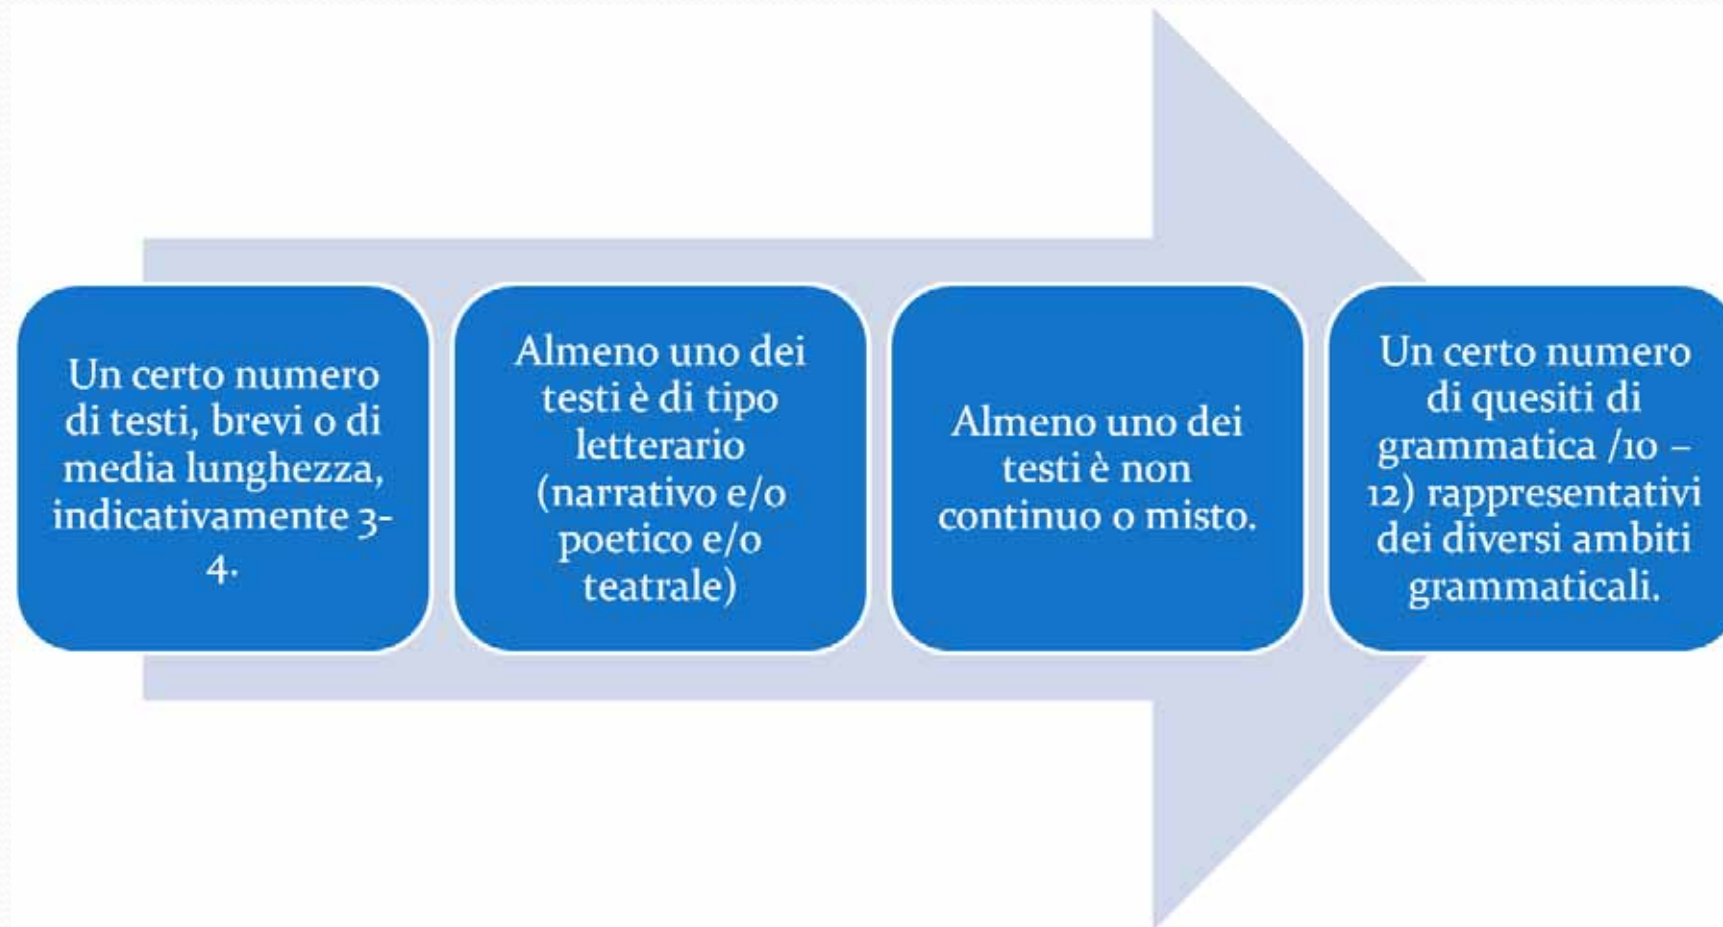 Un certo numero
di testi, brevi o di
media lunghezza,
indicativamente 3-
4.
Almeno uno dei
testi è di tipo
letterario
(narrativo e/o
poetico e/o
teatrale)
Almeno uno dei
testi è non
continuo o misto.
Un certo numero
di quesiti di
grammatica /10 –
12) rappresentativi
dei diversi ambiti
grammaticali.